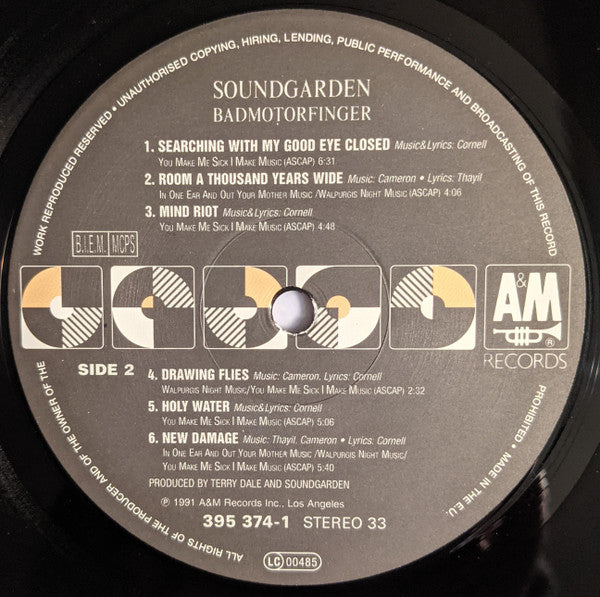 WORK REPRODUCED RESERVED • UNAUTHORISED COPYING, HIRING, LENDING, PUBLIC PERFORMANCE AND BROADCASTING OF THIS RECORD
SOUNDGARDEN
BADMOTORFINGER
1. SEARCHING WITH MY GOOD EYE CLOSED Music&Lyrics: Cornell
YOU MAKE ME SICK I MAKE MUSIC (ASCAP) 6:31
2. ROOM A THOUSAND YEARS WIDE Music: Cameron • Lyrics: Thayil
IN ONE EAR AND OUT YOUR MOTHER MUSIC /WALPURGIS NIGHT MUSIC (ASCAP) 4:06
3. MIND RIOT Music&Lyrics: Cornell
YOU MAKE ME SICK I MAKE MUSIC (ASCAP) 4:48
B.I.E.M. MCPS
A&M
®
RECORDS
SIDE 2
4. DRAWING FLIES Music: Cameron. Lyrics: Cornell
WALPURGIS NIGHT MUSIC/YOU MAKE ME SICK I MAKE MUSIC (ASCAP) 2:32
5. HOLY WATER Music&Lyrics: Cornell
YOU MAKE ME SICK I MAKE MUSIC (ASCAP) 5:06
6. NEW DAMAGE Music: Thayil, Cameron • Lyrics: Cornell
IN ONE EAR AND OUT YOUR MOTHER MUSIC /WALPURGIS NIGHT MUSIC/
YOU MAKE ME SICK I MAKE MUSIC (ASCAP) 5:40
PRODUCED BY TERRY DALE AND SOUNDGARDEN
℗ 1991 A&M Records Inc., Los Angeles
395 374-1 STEREO 33
LC 00485
ALL RIGHTS OF THE PRODUCER AND OF THE OWNER OF THE
PROHIBITED • MADE IN THE E.U.